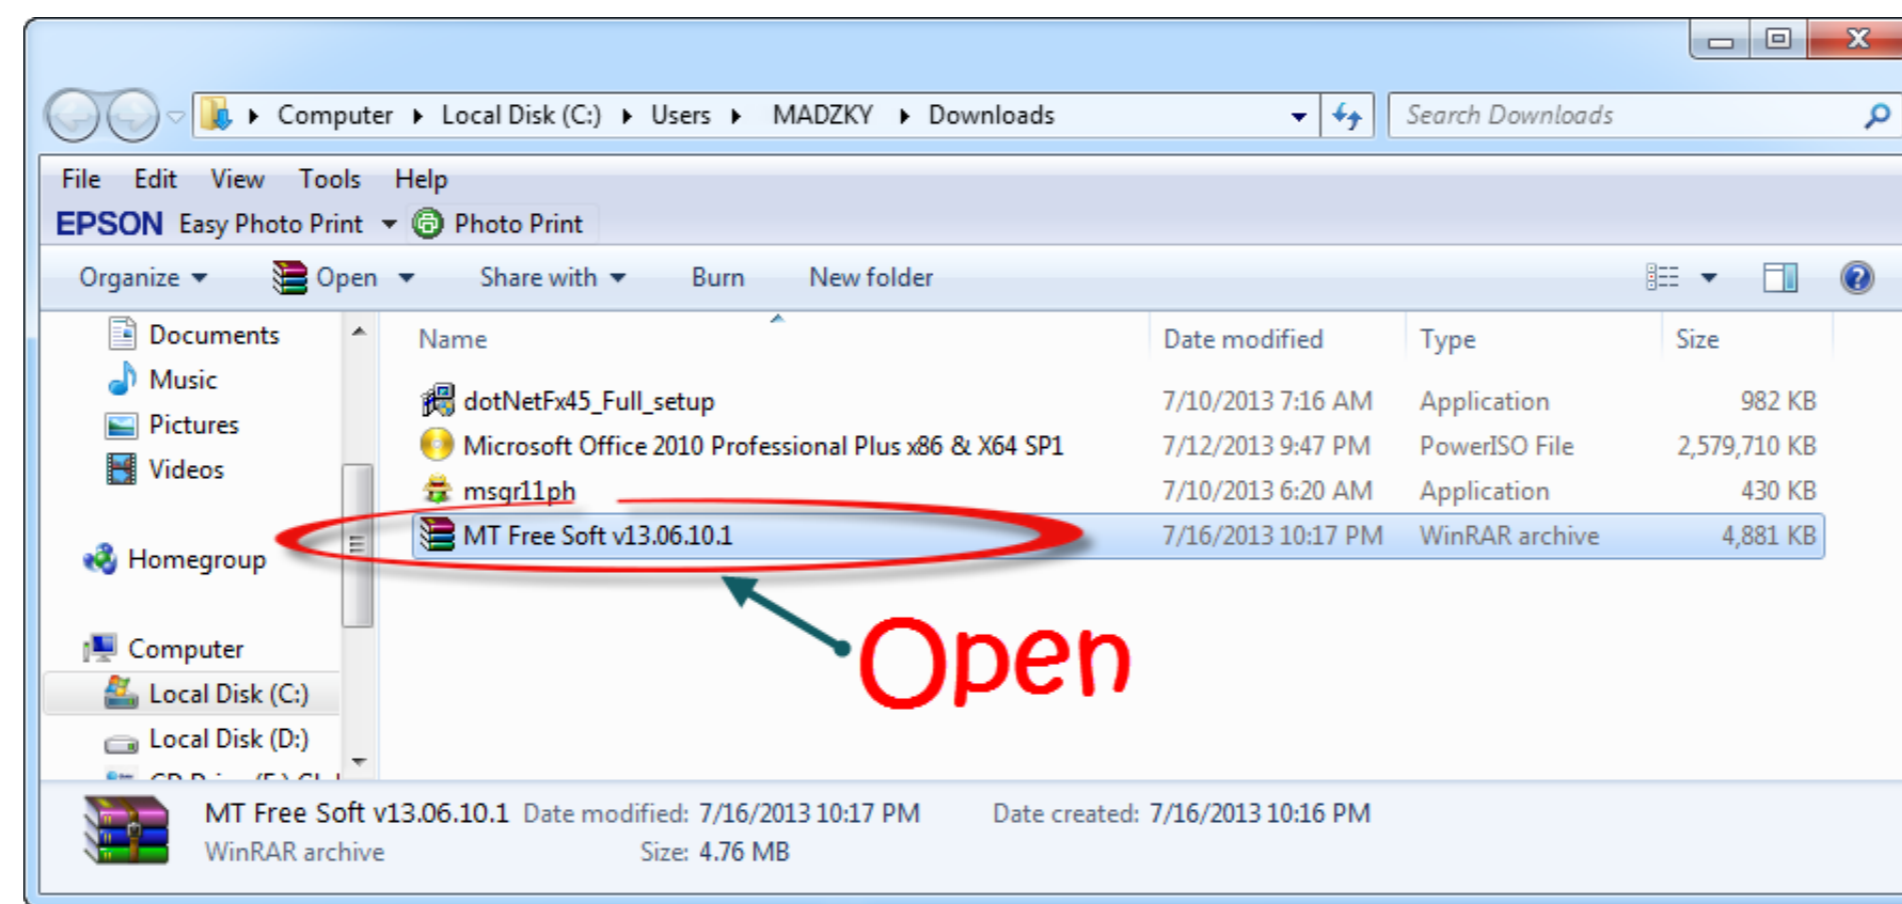 Computer Local Disk (C:) Users MADZKY Downloads Search Downloads
File Edit View Tools Help
EPSON Easy Photo Print Photo Print
Organize Open Share with Burn New folder
Documents
Music
Pictures
Videos
Homegroup
Computer
Local Disk (C:)
Local Disk (D:)
Name Date modified Type Size
dotNetFx45_Full_setup 7/10/2013 7:16 AM Application 982 KB
Microsoft Office 2010 Professional Plus x86 & X64 SP1 7/12/2013 9:47 PM PowerISO File 2,579,710 KB
msgr11ph 7/10/2013 6:20 AM Application 430 KB
MT Free Soft v13.06.10.1 7/16/2013 10:17 PM WinRAR archive 4,881 KB
Open
MT Free Soft v13.06.10.1 Date modified: 7/16/2013 10:17 PM Date created: 7/16/2013 10:16 PM
WinRAR archive Size: 4.76 MB